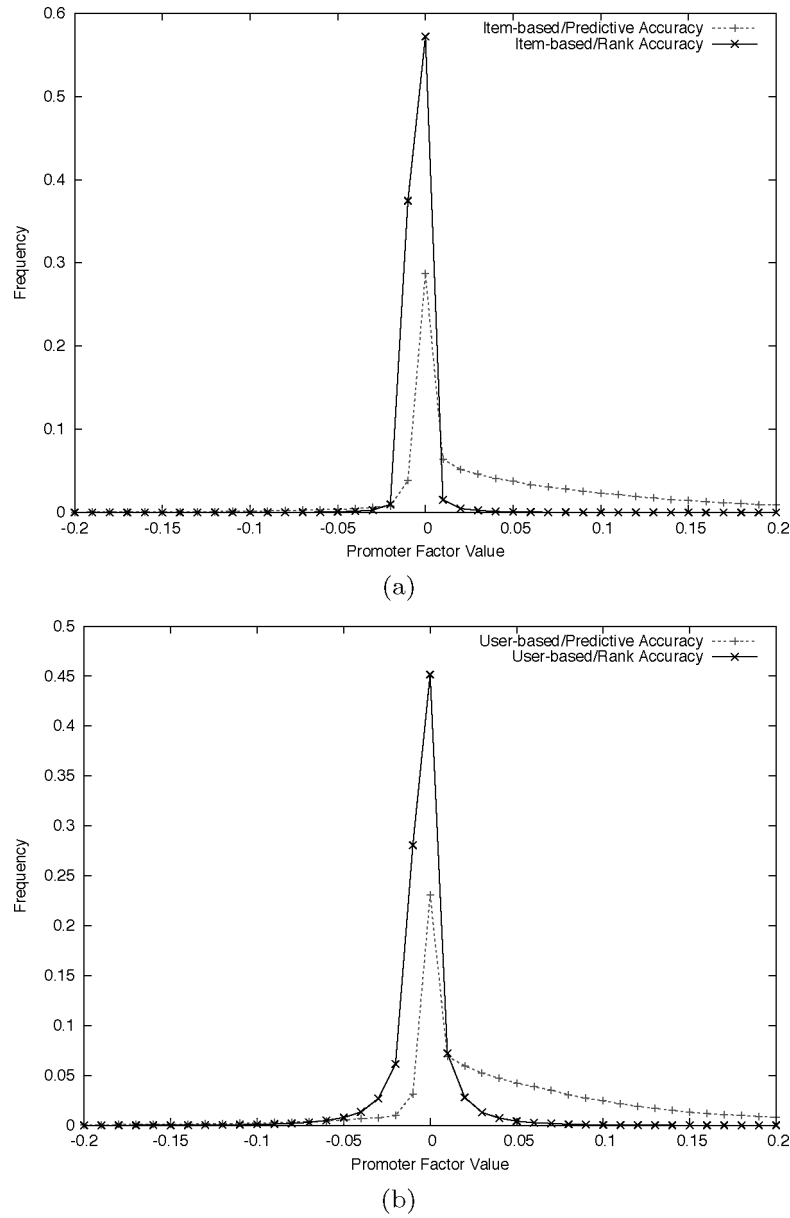 0.6
0.5
0.4
0.3
0.2
0.1
0
Frequency
Item-based/Predictive Accuracy
Item-based/Rank Accuracy
-0.2 -0.15 -0.1 -0.05 0 0.05 0.1 0.15 0.2
Promoter Factor Value
(a)
0.5
0.45
0.4
0.35
0.3
0.25
0.2
0.15
0.1
0.05
0
Frequency
User-based/Predictive Accuracy
User-based/Rank Accuracy
-0.2 -0.15 -0.1 -0.05 0 0.05 0.1 0.15 0.2
Promoter Factor Value
(b)